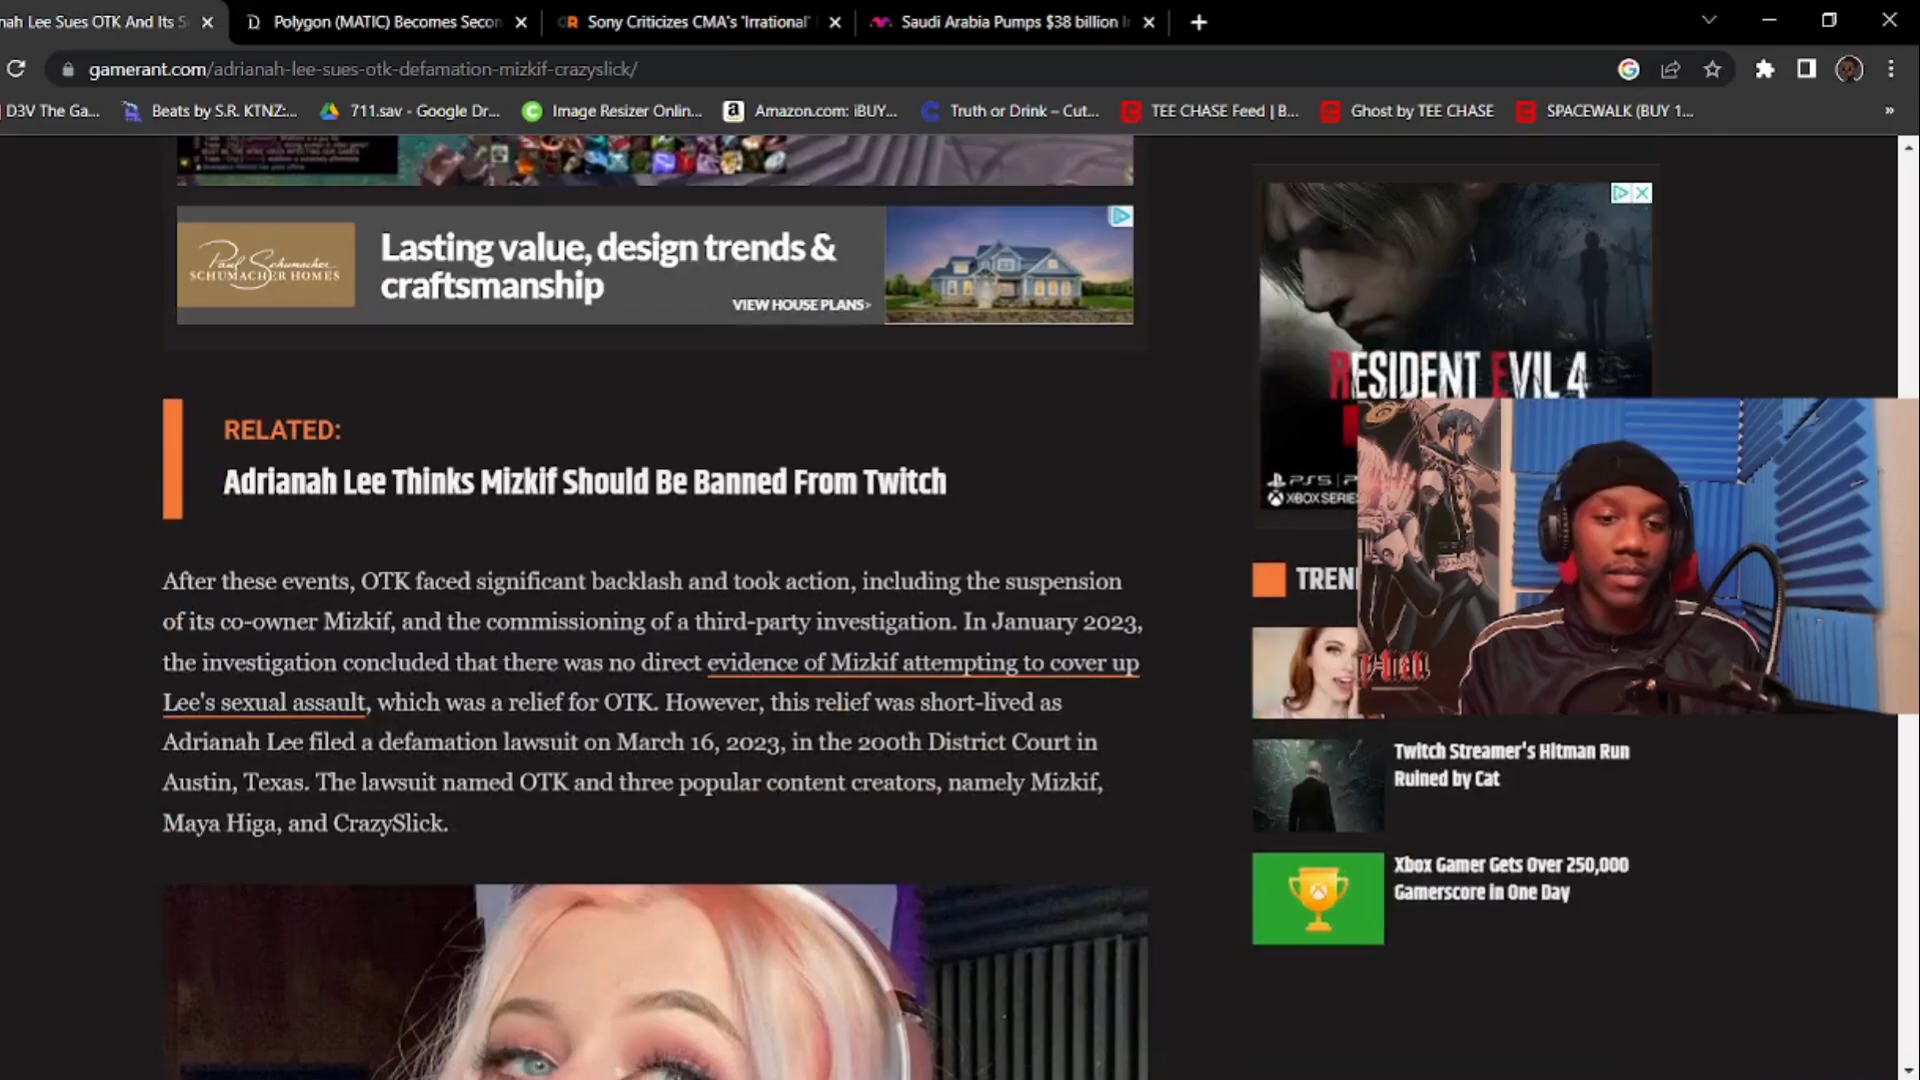 nah Lee Sues OTK And Its S
Polygon (MATIC) Becomes Secon
Sony Criticizes CMA's 'Irrational'
Saudi Arabia Pumps $38 billion I
gamerant.com/adrianah-lee-sues-otk-defamation-mizkif-crazyslick/
D3V The Ga...
Beats by S.R. KTNZ:...
711.sav - Google Dr...
Image Resizer Onlin...
Amazon.com: iBUY...
Truth or Drink – Cut...
TEE CHASE Feed | B...
Ghost by TEE CHASE
SPACEWALK (BUY 1...
Paul Schumacher
SCHUMACHER HOMES
Lasting value, design trends &
craftsmanship
VIEW HOUSE PLANS>
RESIDENT EVIL 4
PS5 | P
XBOX SERIES
RELATED:
Adrianah Lee Thinks Mizkif Should Be Banned From Twitch
After these events, OTK faced significant backlash and took action, including the suspension
of its co-owner Mizkif, and the commissioning of a third-party investigation. In January 2023,
the investigation concluded that there was no direct evidence of Mizkif attempting to cover up
Lee's sexual assault, which was a relief for OTK. However, this relief was short-lived as
Adrianah Lee filed a defamation lawsuit on March 16, 2023, in the 200th District Court in
Austin, Texas. The lawsuit named OTK and three popular content creators, namely Mizkif,
Maya Higa, and CrazySlick.
TREN
Twitch Streamer's Hitman Run
Ruined by Cat
Xbox Gamer Gets Over 250,000
Gamerscore in One Day